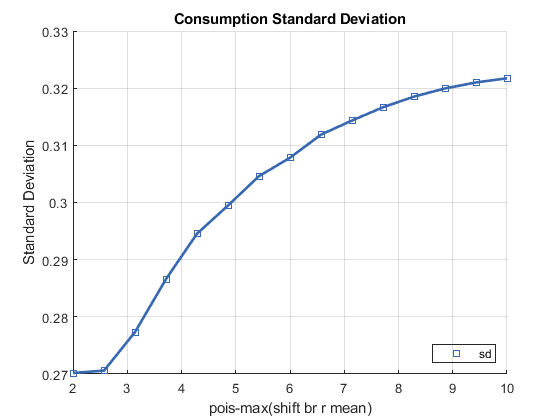 Consumption Standard Deviation
0.33
0.32
0.31
0.3
0.29
0.28
0.27
Standard Deviation
2 3 4 5 6 7 8 9 10
pois-max(shift br r mean)
sd